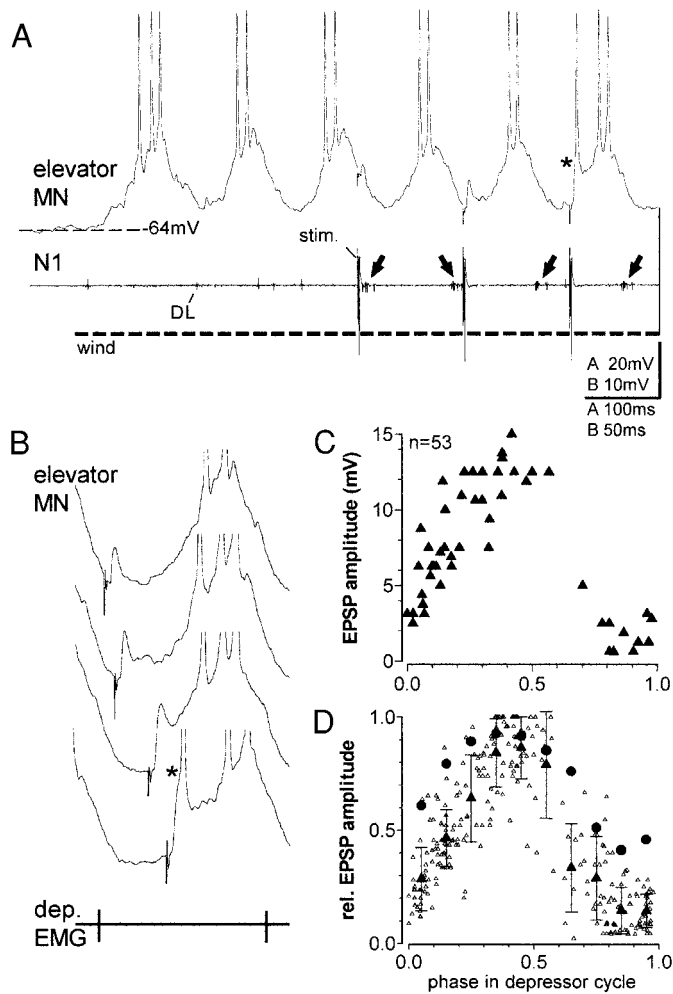 A
elevator
MN
*
-64mV
stim.
N1
DL
wind
A 20mV
B 10mV
A 100ms
B 50ms
B
elevator
MN
*
dep.
EMG
C
n=53
15
10
5
0
EPSP amplitude (mV)
0.0
0.5
1.0
D
1.0
0.5
0.0
rel. EPSP amplitude
0.0
0.5
1.0
phase in depressor cycle